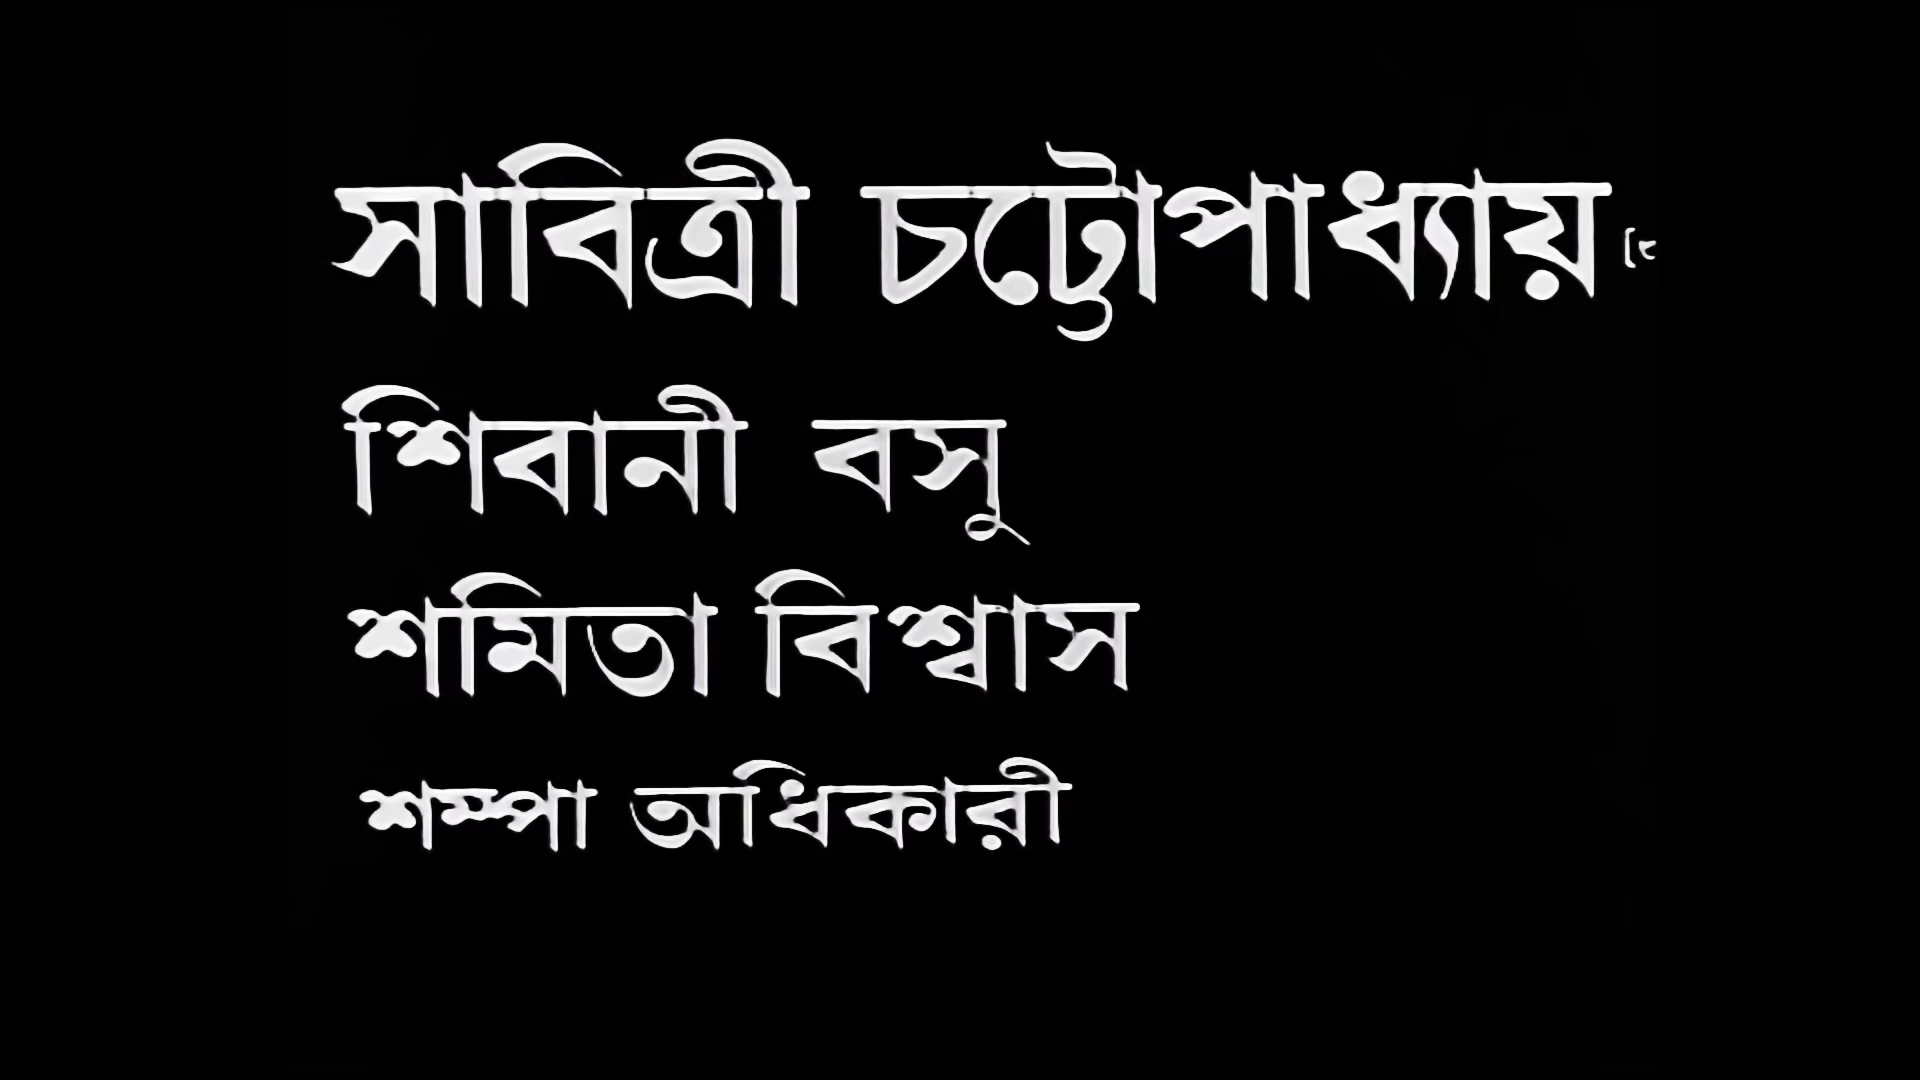 সাবিত্রী চট্টোপাধ্যায়
শিবানী বসু
শমিতা বিশ্বাস
শম্পা অধিকারী